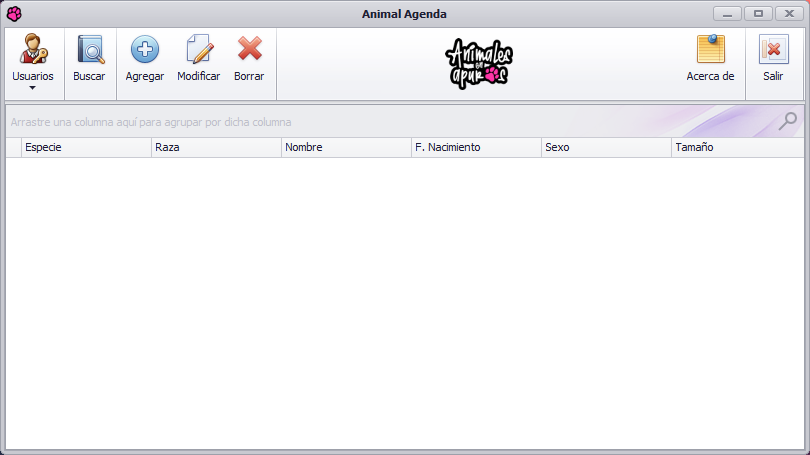 Animal Agenda
Usuarios
Buscar
Agregar
Modificar
Borrar
Animales
en
apuros
Acerca de
Salir
Arrastre una columna aquí para agrupar por dicha columna
Especie
Raza
Nombre
F. Nacimiento
Sexo
Tamaño